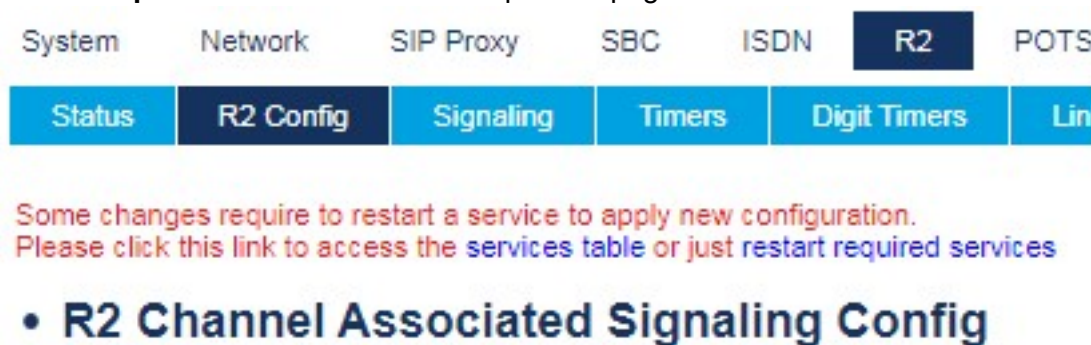 System Network SIP Proxy SBC ISDN R2 POTS
Status R2 Config Signaling Timers Digit Timers Lin
Some changes require to restart a service to apply new configuration.
Please click this link to access the services table or just restart required services
• R2 Channel Associated Signaling Config